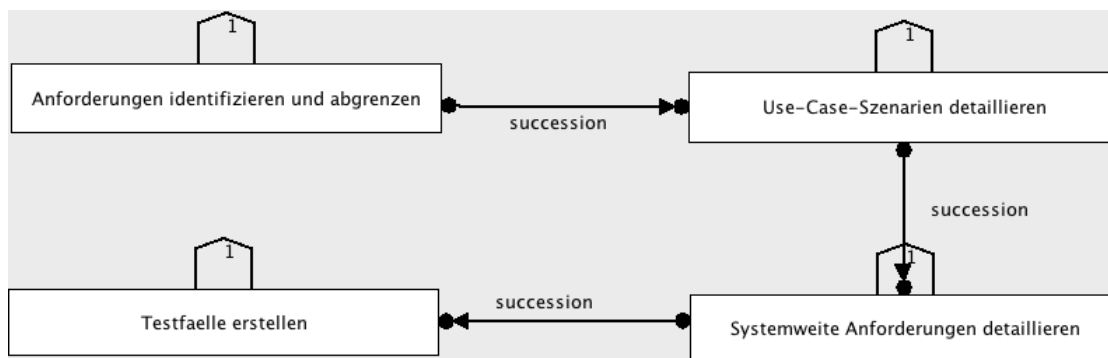 1
Anforderungen identifizieren und abgrenzen
succession
1
Use-Case-Szenarien detaillieren
succession
1
Testfaelle erstellen
succession
1
Systemweite Anforderungen detaillieren